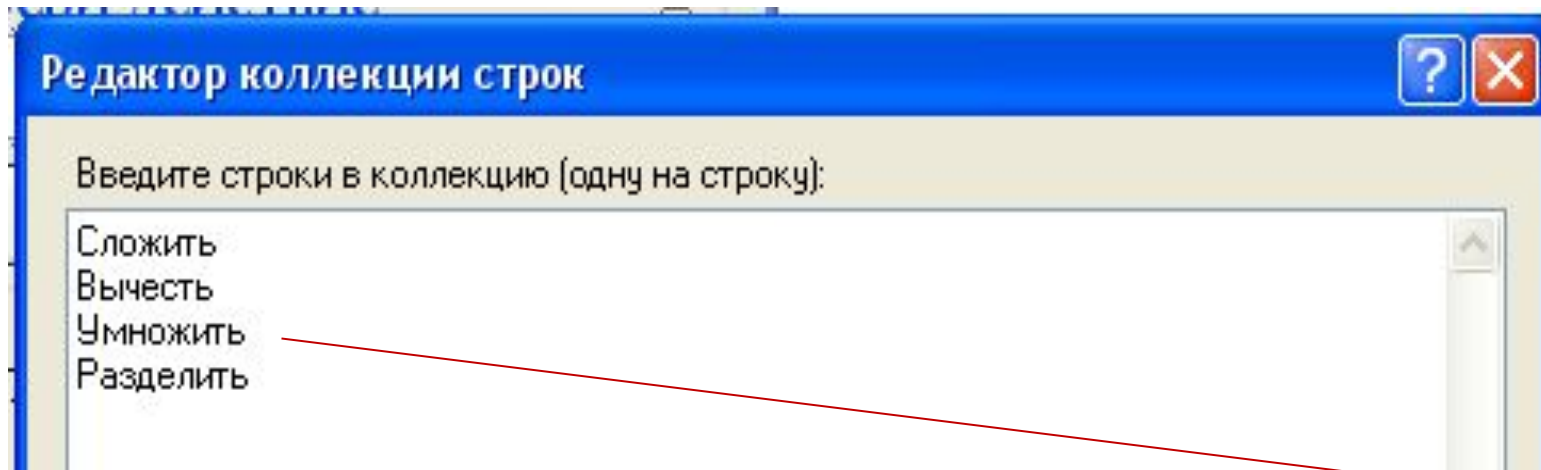 Редактор коллекции строк
Введите строки в коллекцию (одну на строку):
Сложить
Вычесть
Умножить
Разделить